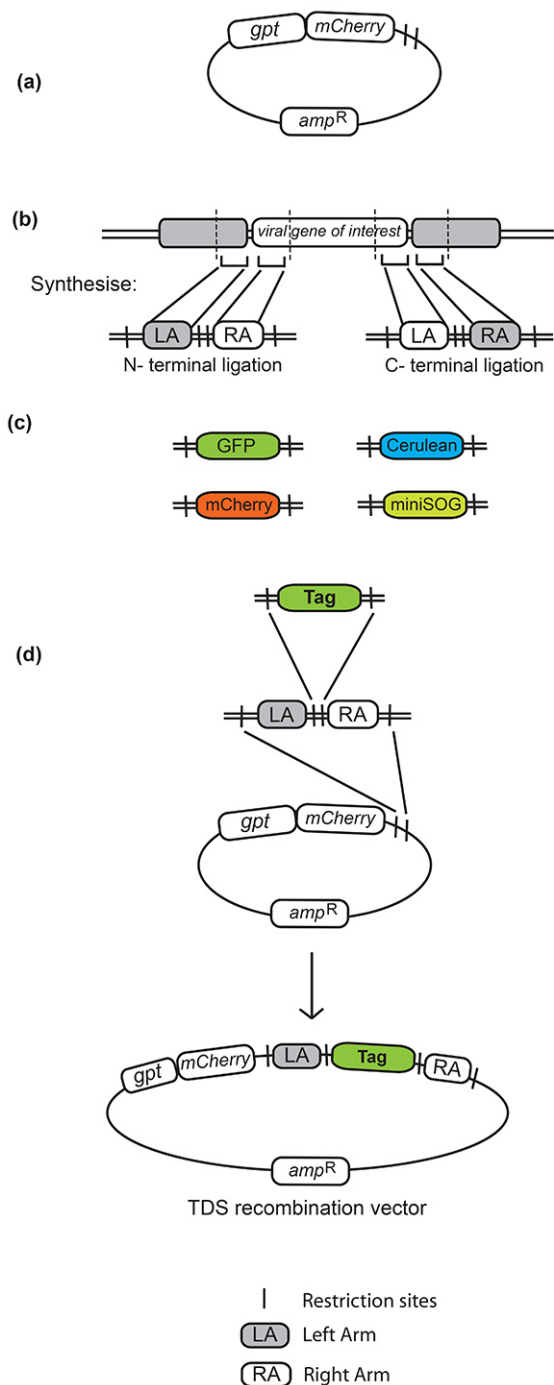 gpt mCherry
(a)
ampR
(b)
viral gene of interest
Synthesise:
LA RA LA RA
N- terminal ligation C- terminal ligation
(c)
GFP Cerulean
mCherry miniSOG
Tag
(d)
LA RA
gpt mCherry
ampR
gpt mCherry LA Tag RA
ampR
TDS recombination vector
Restriction sites
LA Left Arm
RA Right Arm